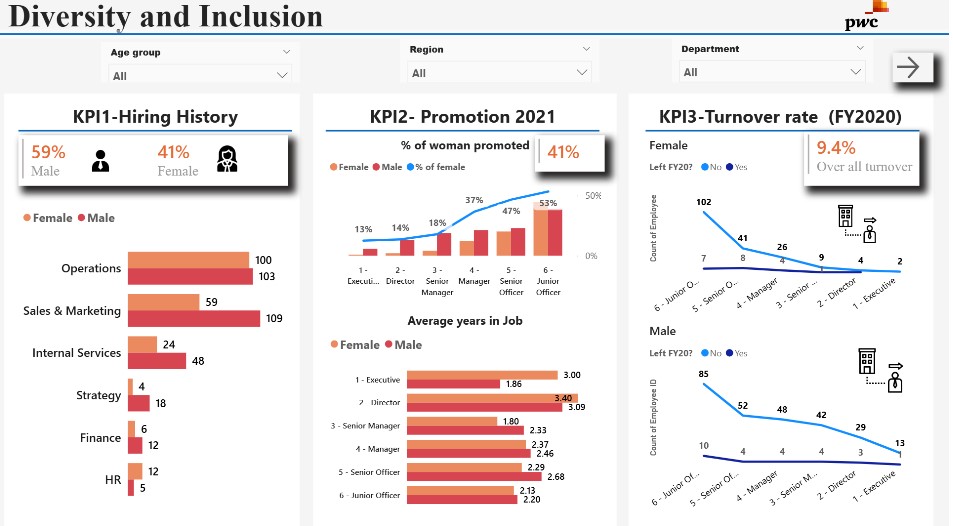 Diversity and Inclusion
pwc
Age group
All
Region
All
Department
All
KPI1-Hiring History
59%
Male
41%
Female
Female Male
Operations 100
103
Sales & Marketing 59
109
Internal Services 24
48
Strategy 4
18
Finance 6
12
HR 12
5
KPI2- Promotion 2021
% of woman promoted
41%
Female Male % of female
50%
0%
13% 14% 18% 37% 47% 53%
1 - Executi...
2 - Director
3 - Senior Manager
4 - Manager
5 - Senior Officer
6 - Junior Officer
Average years in Job
Female Male
1 - Executive 3.00
1.86
2 - Director 3.40
3.09
3 - Senior Manager 1.80
2.33
4 - Manager 2.37
2.46
5 - Senior Officer 2.29
2.68
6 - Junior Officer 2.13
2.20
KPI3-Turnover rate (FY2020)
Female
9.4%
Over all turnover
Left FY20? No Yes
Count of Employee
102 41 26 9 4 2
7 8 4
6 - Junior O...
5 - Senior O...
4 - Manager
3 - Senior ...
2 - Director
1 - Executive
Male
Left FY20? No Yes
Count of Employee ID
85 52 48 42 29 13
10 4 4 4 3 1
6 - Junior Of...
5 - Senior Of...
4 - Manager
3 - Senior M...
2 - Director
1 - Executive